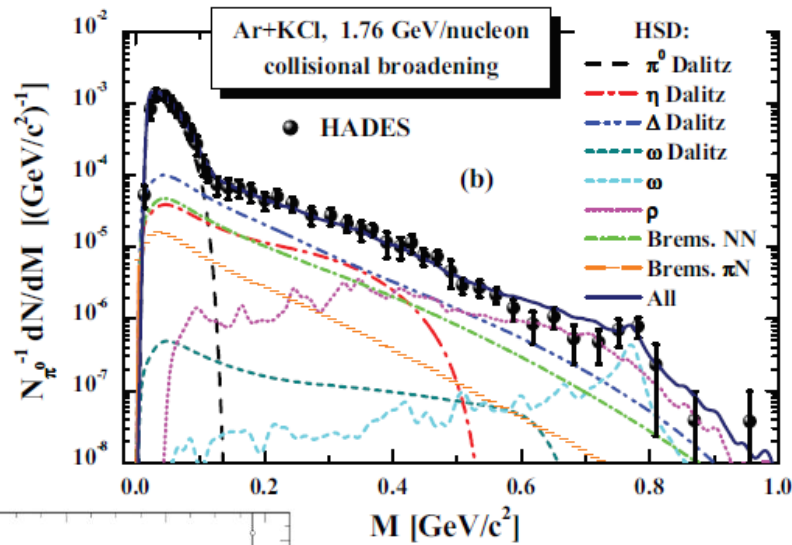 Ar+KCl, 1.76 GeV/nucleon
collisional broadening
HADES
(b)
HSD:
π⁰ Dalitz
η Dalitz
Δ Dalitz
ω Dalitz
ω
ρ
Brems. NN
Brems. πN
All
N_π⁰⁻¹ dN/dM [(GeV/c²)⁻¹]
10⁻²
10⁻³
10⁻⁴
10⁻⁵
10⁻⁶
10⁻⁷
10⁻⁸
0.0 0.2 0.4 0.6 0.8 1.0
M [GeV/c²]